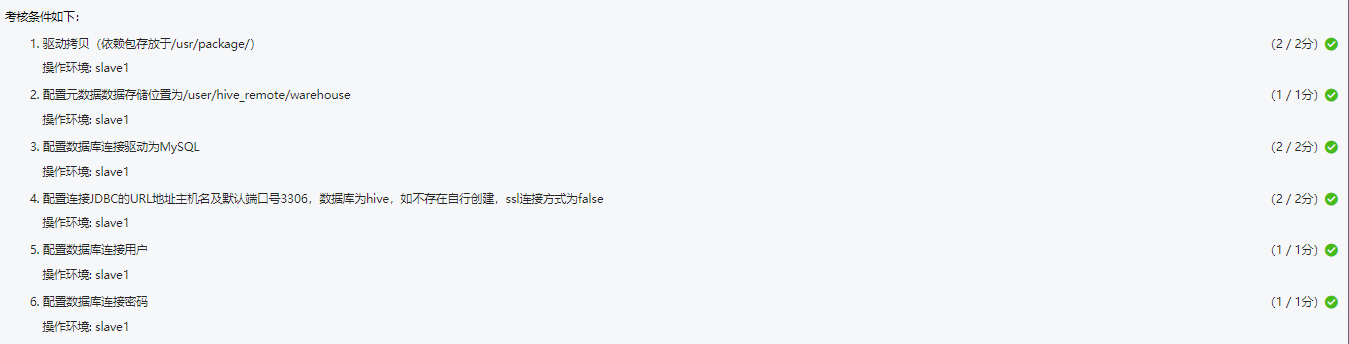 考核条件如下:
1. 驱动拷贝（依赖包存放于/usr/package/） (2 / 2分)
操作环境: slave1
2. 配置元数据数据存储位置为/user/hive_remote/warehouse (1 / 1分)
操作环境: slave1
3. 配置数据库连接驱动为MySQL (2 / 2分)
操作环境: slave1
4. 配置连接JDBC的URL地址主机名及默认端口号3306，数据库为hive，如不存在自行创建，ssl连接方式为false (2 / 2分)
操作环境: slave1
5. 配置数据库连接用户 (1 / 1分)
操作环境: slave1
6. 配置数据库连接密码 (1 / 1分)
操作环境: slave1